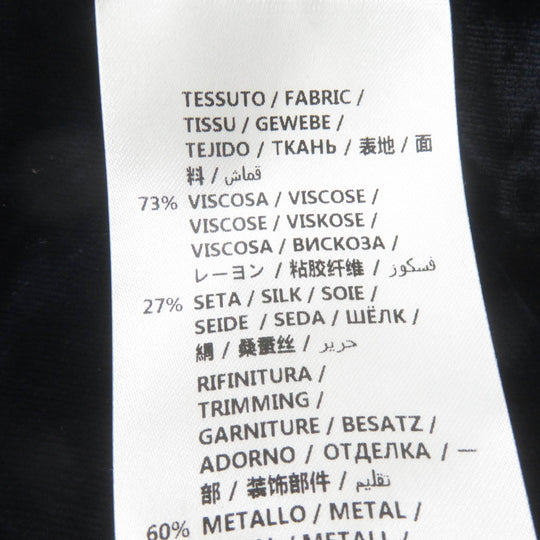 TESSUTO / FABRIC /
TISSU / GEWEBE /
TEJIDO / ТКАНЬ / 表地 / 面
料 / قماش
73% VISCOSA / VISCOSE /
VISCOSE / VISKOSE /
VISCOSA / ВИСКОЗА /
レーヨン / 粘胶纤维 / فسكوز
27% SETA / SILK / SOIE /
SEIDE / SEDA / ШЁЛК /
絹 / 桑蚕丝 / حرير
RIFINITURA /
TRIMMING /
GARNITURE / BESATZ /
ADORNO / ОТДЕЛКА / 一
部 / 装饰部件 / تقليم
60% METALLO / METAL /
METALL /